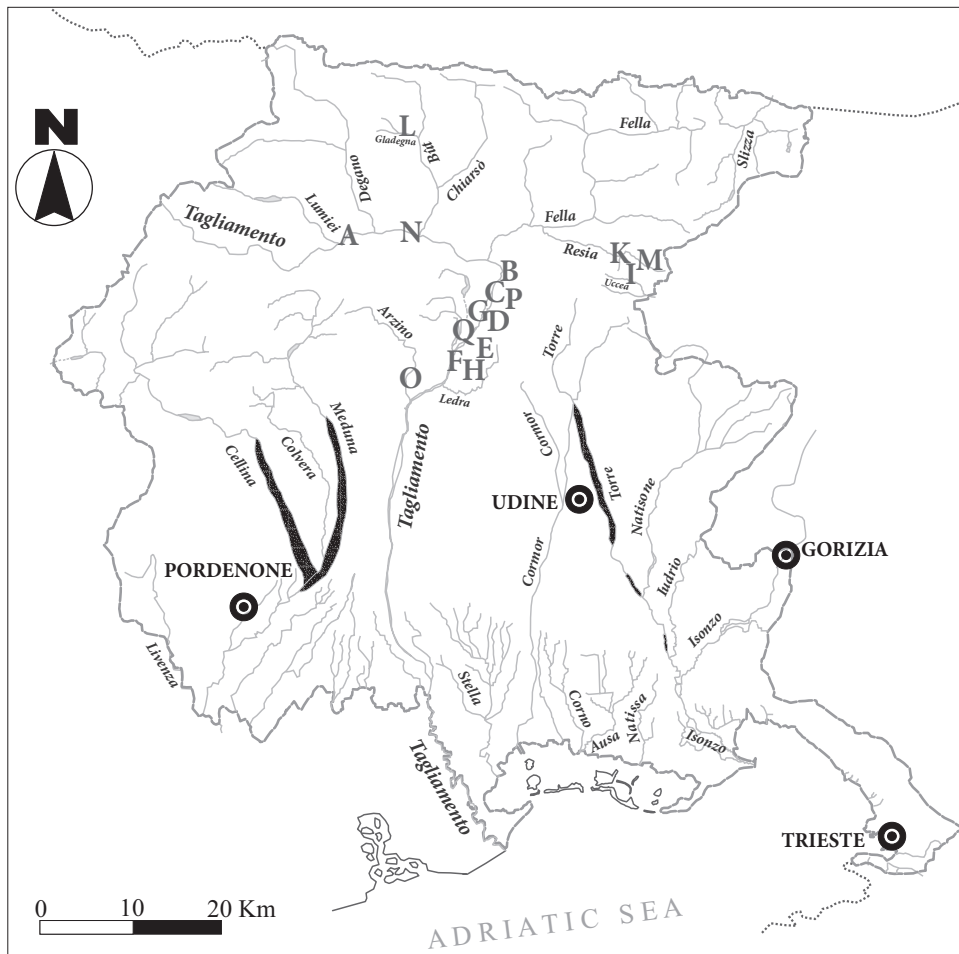 N
L
Gladegna
Bût
Fella
Slizza
Degano
Chiarsò
Lumiei
Tagliamento
A
N
Fella
Resia
K
M
I
Uccea
B
C
P
G
D
Q
E
F
H
Arzino
O
Ledra
Torre
Meduna
Colvera
Cellina
Tagliamento
Cormor
UDINE
Torre
Natisone
GORIZIA
PORDENONE
Cormor
Iudrio
Isonzo
Livenza
Stella
Corno
Ausa
Natissa
Isonzo
Tagliamento
TRIESTE
0 10 20 Km
ADRIATIC SEA